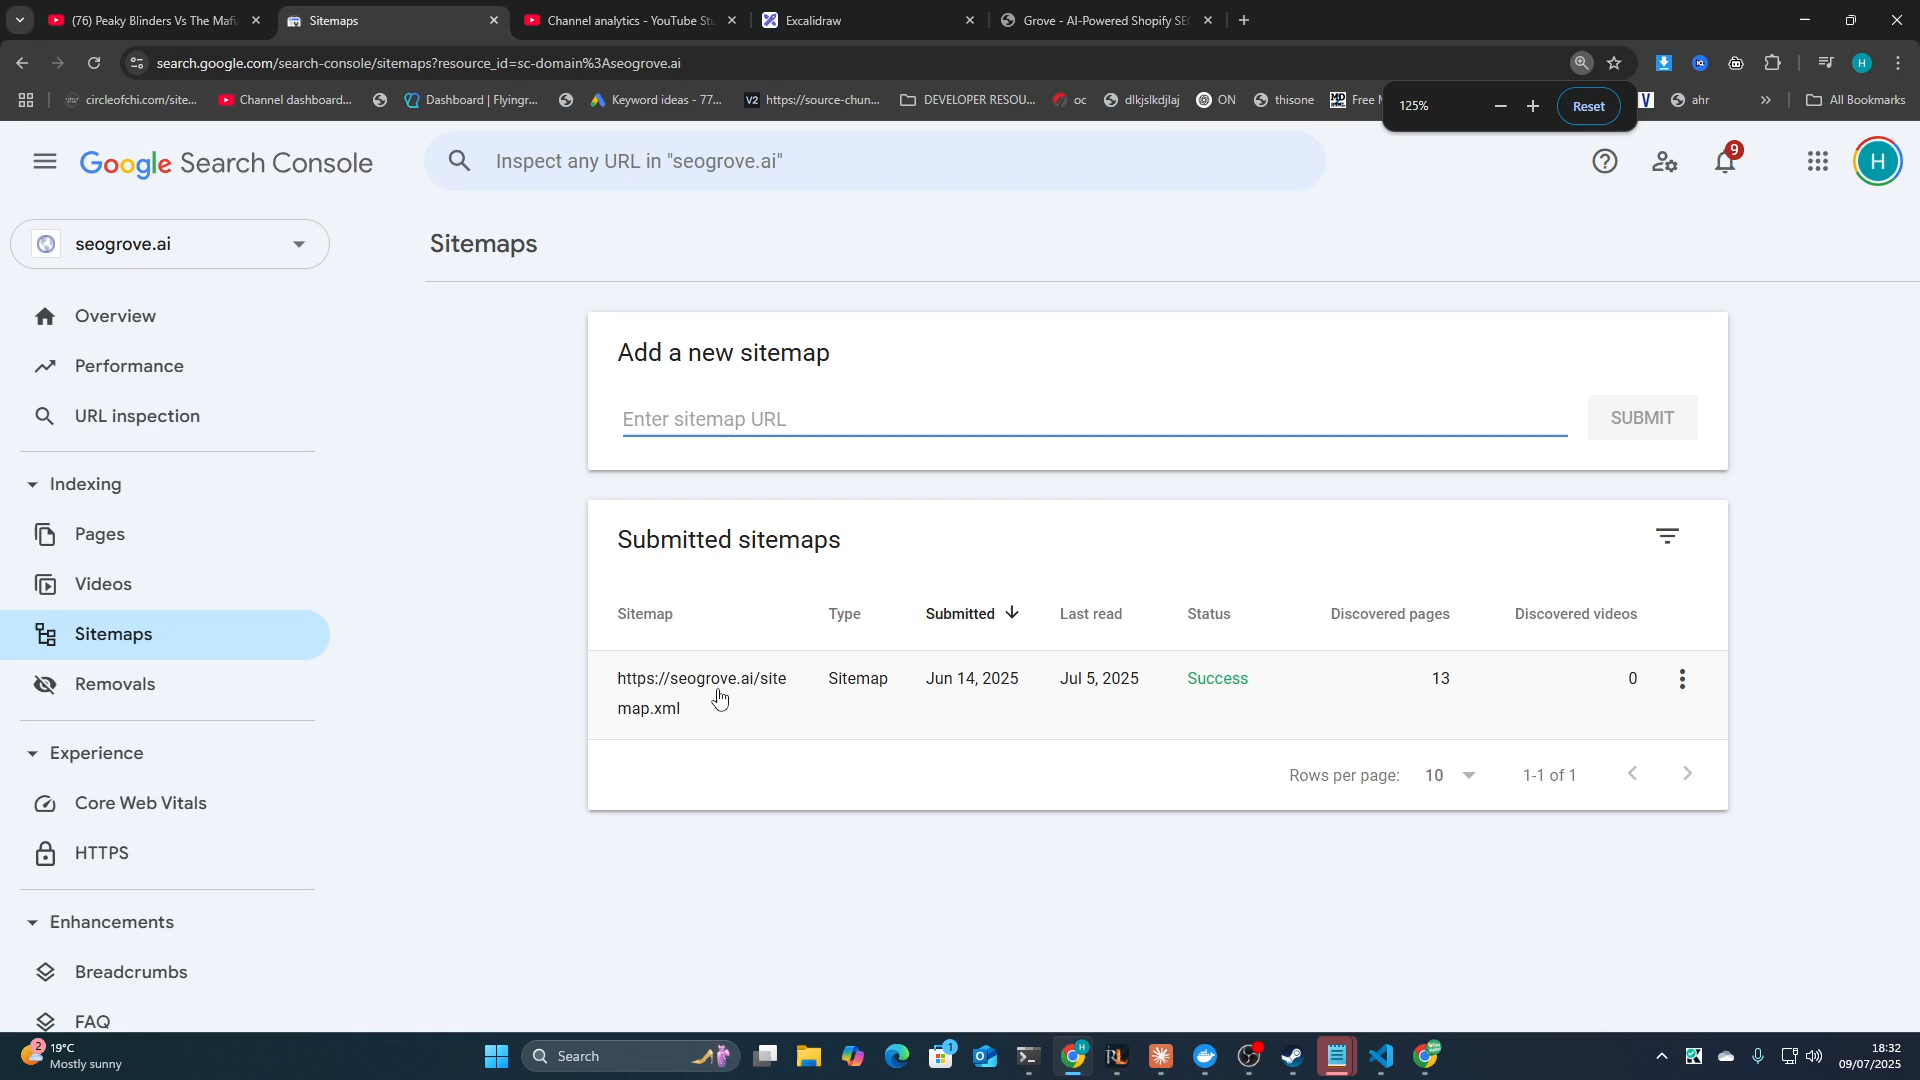 (76) Peaky Blinders Vs The Mafi
Sitemaps
Channel analytics - YouTube St
Excalidraw
Grove - AI-Powered Shopify SE
search.google.com/search-console/sitemaps?resource_id=sc-domain%3Aseogrove.ai
H
circleofchi.com/site...
Channel dashboard...
Dashboard | Flyingr...
Keyword ideas - 77...
V2 https://source-chun...
DEVELOPER RESOU...
oc
dlkjslkdjlaj
ON
thisone
Free
125%
Reset
ahr
All Bookmarks
Google Search Console
Inspect any URL in "seogrove.ai"
9
H
seogrove.ai
Sitemaps
Overview
Performance
URL inspection
Indexing
Pages
Videos
Sitemaps
Removals
Experience
Core Web Vitals
HTTPS
Enhancements
Breadcrumbs
FAQ
Add a new sitemap
Enter sitemap URL
SUBMIT
Submitted sitemaps
Sitemap Type Submitted Last read Status Discovered pages Discovered videos
https://seogrove.ai/site Sitemap Jun 14, 2025 Jul 5, 2025 Success 13 0
map.xml
Rows per page: 10 1-1 of 1
2
19°C
Mostly sunny
Search
18:32
09/07/2025